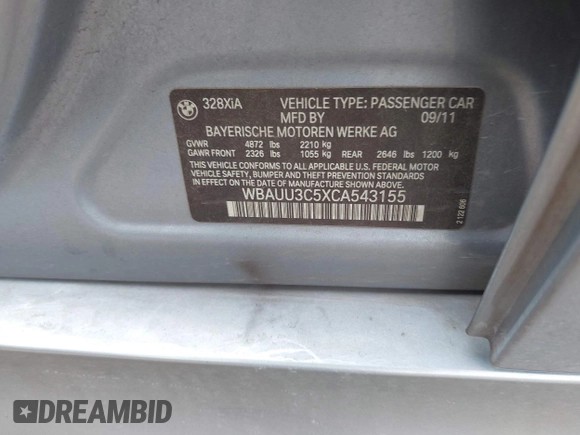 328XiA VEHICLE TYPE: PASSENGER CAR
MFD BY 09/11
BAYERISCHE MOTOREN WERKE AG
GVWR 4872 lbs 2210 kg
GAWR FRONT 2326 lbs 1055 kg REAR 2646 lbs 1200 kg
THIS VEHICLE CONFORMS TO ALL APPLICABLE U.S. FEDERAL MOTOR
VEHICLE SAFETY, BUMPER AND THEFT PREVENTION STANDARDS
IN EFFECT ON THE DATE OF MANUFACTURE SHOWN ABOVE.
WBAUU3C5XCA543155
2 122 608
DREAMBID